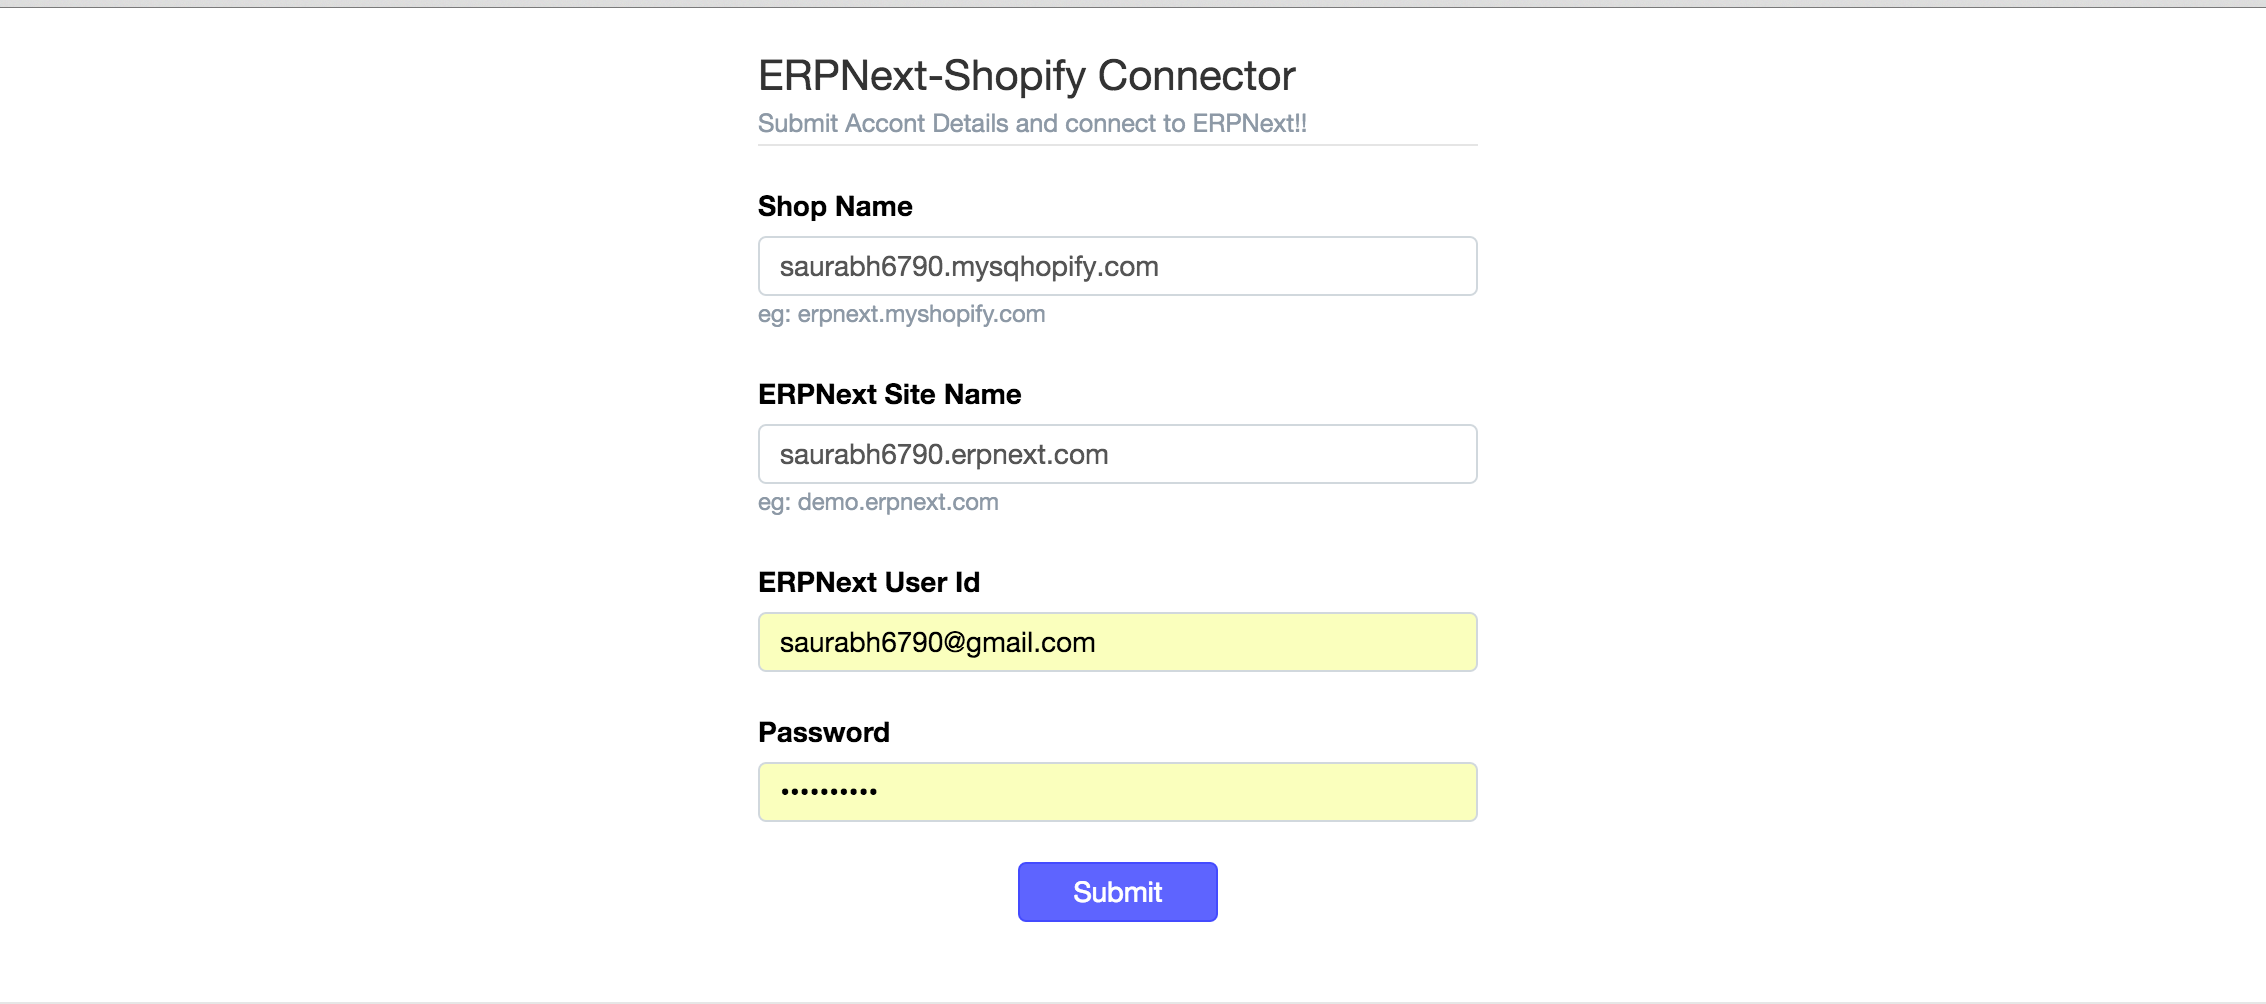 ERPNext-Shopify Connector
Submit Accont Details and connect to ERPNext!!
Shop Name
saurabh6790.mysqhopify.com
eg: erpnext.myshopify.com
ERPNext Site Name
saurabh6790.erpnext.com
eg: demo.erpnext.com
ERPNext User Id
saurabh6790@gmail.com
Password
••••••••••
Submit